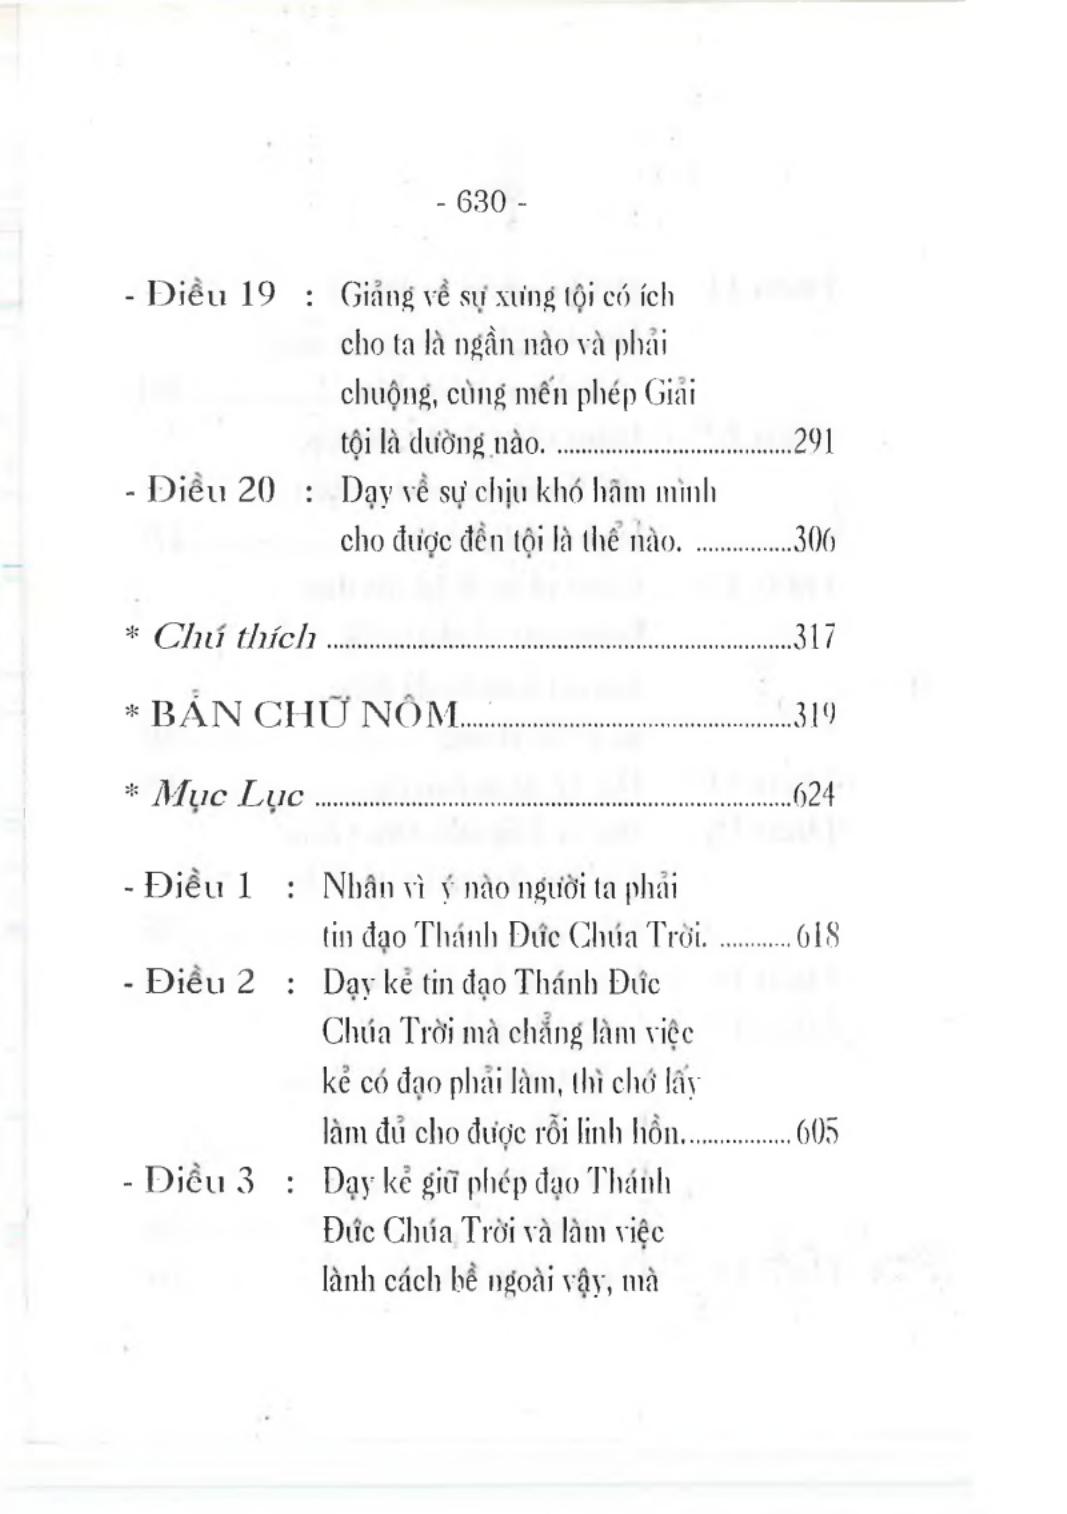 - 630 -
- Điều 19 : Giảng về sự xưng tội có ích
cho ta là ngần nào và phải
chuộng, cùng mến phép Giải
tội là dường nào. ......................................291
- Điều 20 : Dạy về sự chịu khó hãm mình
cho được đền tội là thể nào. ................306
* Chú thích ..............................................................................317
* BẢN CHỮ NÔM.......................................................319
* Mục Lục ................................................................................624
- Điều 1 : Nhân vì ý nào người ta phải
tin đạo Thánh Đức Chúa Trời. ............618
- Điều 2 : Dạy kẻ tin đạo Thánh Đức
Chúa Trời mà chẳng làm việc
kẻ có đạo phải làm, thì chớ lấy
làm đủ cho được rỗi linh hồn..................605
- Điều 3 : Dạy kẻ giữ phép đạo Thánh
Đức Chúa Trời và làm việc
lành cách bề ngoài vậy, mà